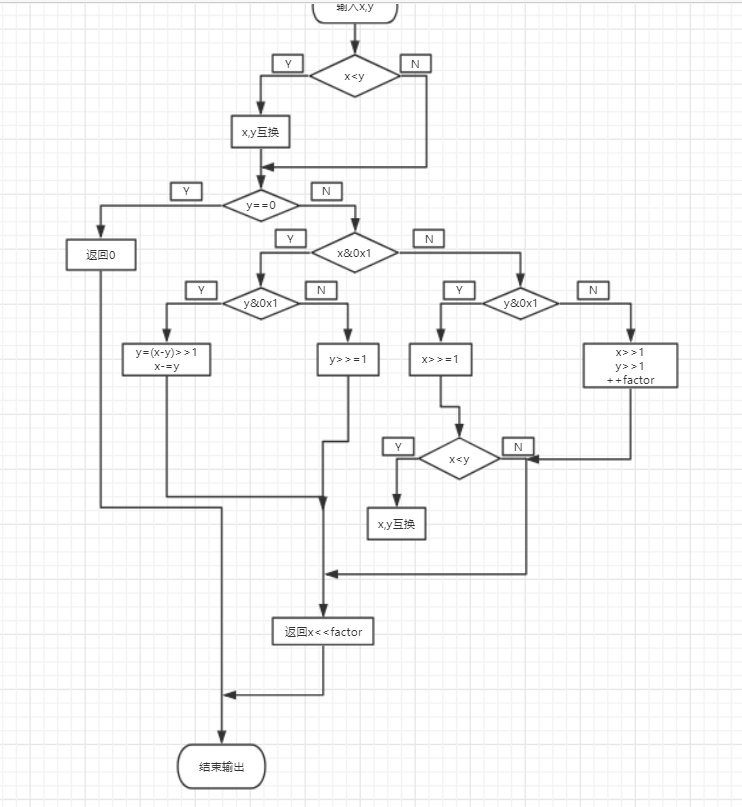 输入x,y
Y
N
x<y
x,y互换
Y
N
y==0
返回0
Y
N
x&0x1
Y
N
y&0x1
Y
N
y&0x1
y=(x-y)>>1
x-=y
y>>=1
x>>=1
x>>1
y>>1
++factor
Y
N
x<y
x,y互换
返回x<<factor
结束输出